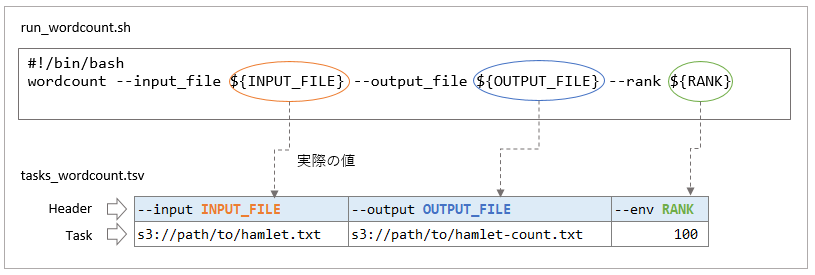 run_wordcount.sh
#!/bin/bash
wordcount --input_file ${INPUT_FILE} --output_file ${OUTPUT_FILE} --rank ${RANK}
実際の値
tasks_wordcount.tsv
Header --input INPUT_FILE --output OUTPUT_FILE --env RANK
Task s3://path/to/hamlet.txt s3://path/to/hamlet-count.txt 100